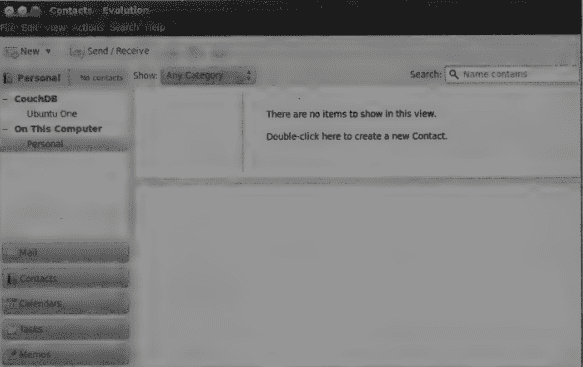 Contacts - Evolution
File Edit View Actions Search Help
New Send / Receive
Personal No contacts Show: Any Category Search: Name contains
CouchDB
Ubuntu One
On This Computer
Personal
There are no items to show in this view.
Double-click here to create a new Contact.
Mail
Contacts
Calendars
Tasks
Memos